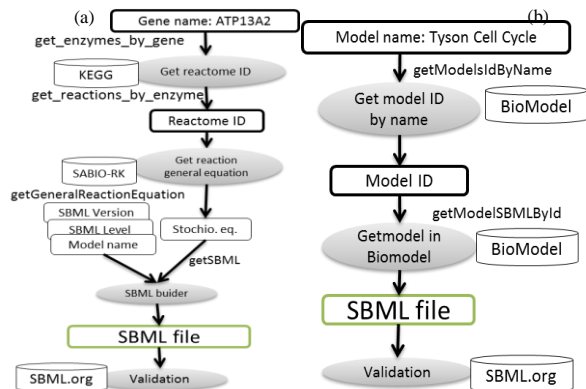 (a)
Gene name: ATP13A2
get_enzymes_by_gene
KEGG
Get reactome ID
get_reactions_by_enzyme
Reactome ID
SABIO-RK
Get reaction
general equation
getGeneralReactionEquation
SBML Version
SBML Level
Model name
Stochio. eq.
getSBML
SBML buider
SBML file
SBML.org
Validation
(b)
Model name: Tyson Cell Cycle
getModelsIdByName
Get model ID
by name
BioModel
Model ID
getModelSBMLById
Getmodel in
Biomodel
BioModel
SBML file
Validation
SBML.org